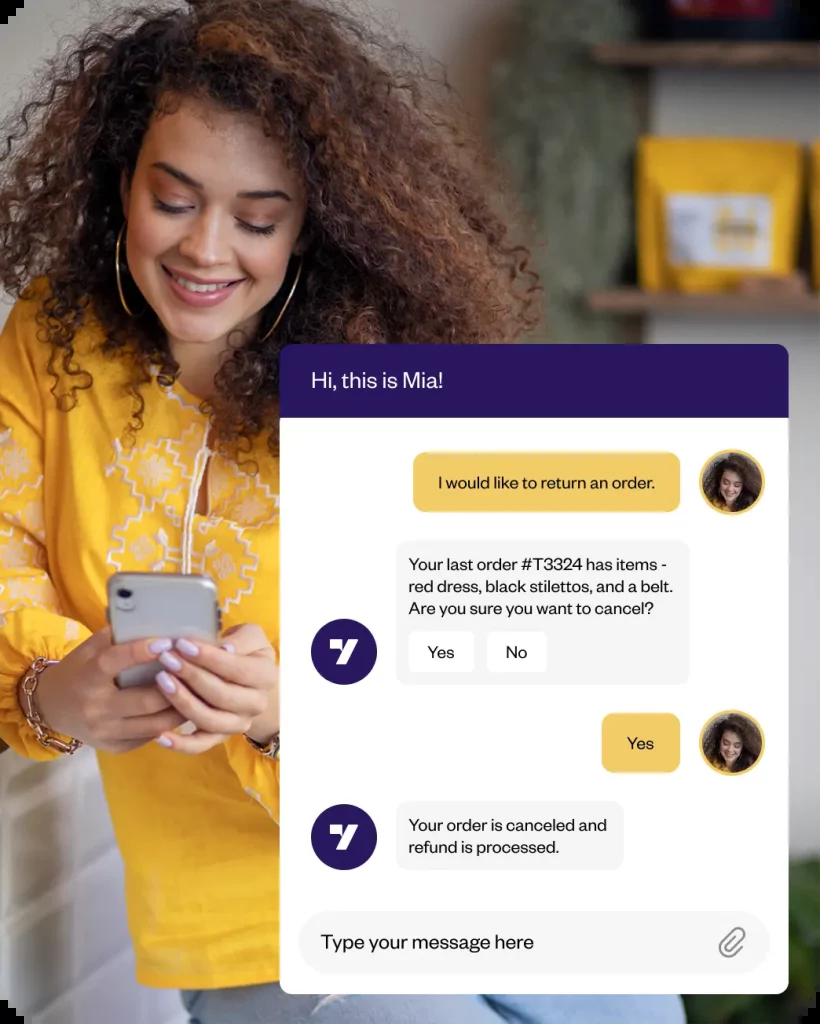 Hi, this is Mia!
I would like to return an order.
Your last order #T3324 has items -
red dress, black stilettos, and a belt.
Are you sure you want to cancel?
Yes
No
Yes
Your order is canceled and
refund is processed.
Type your message here